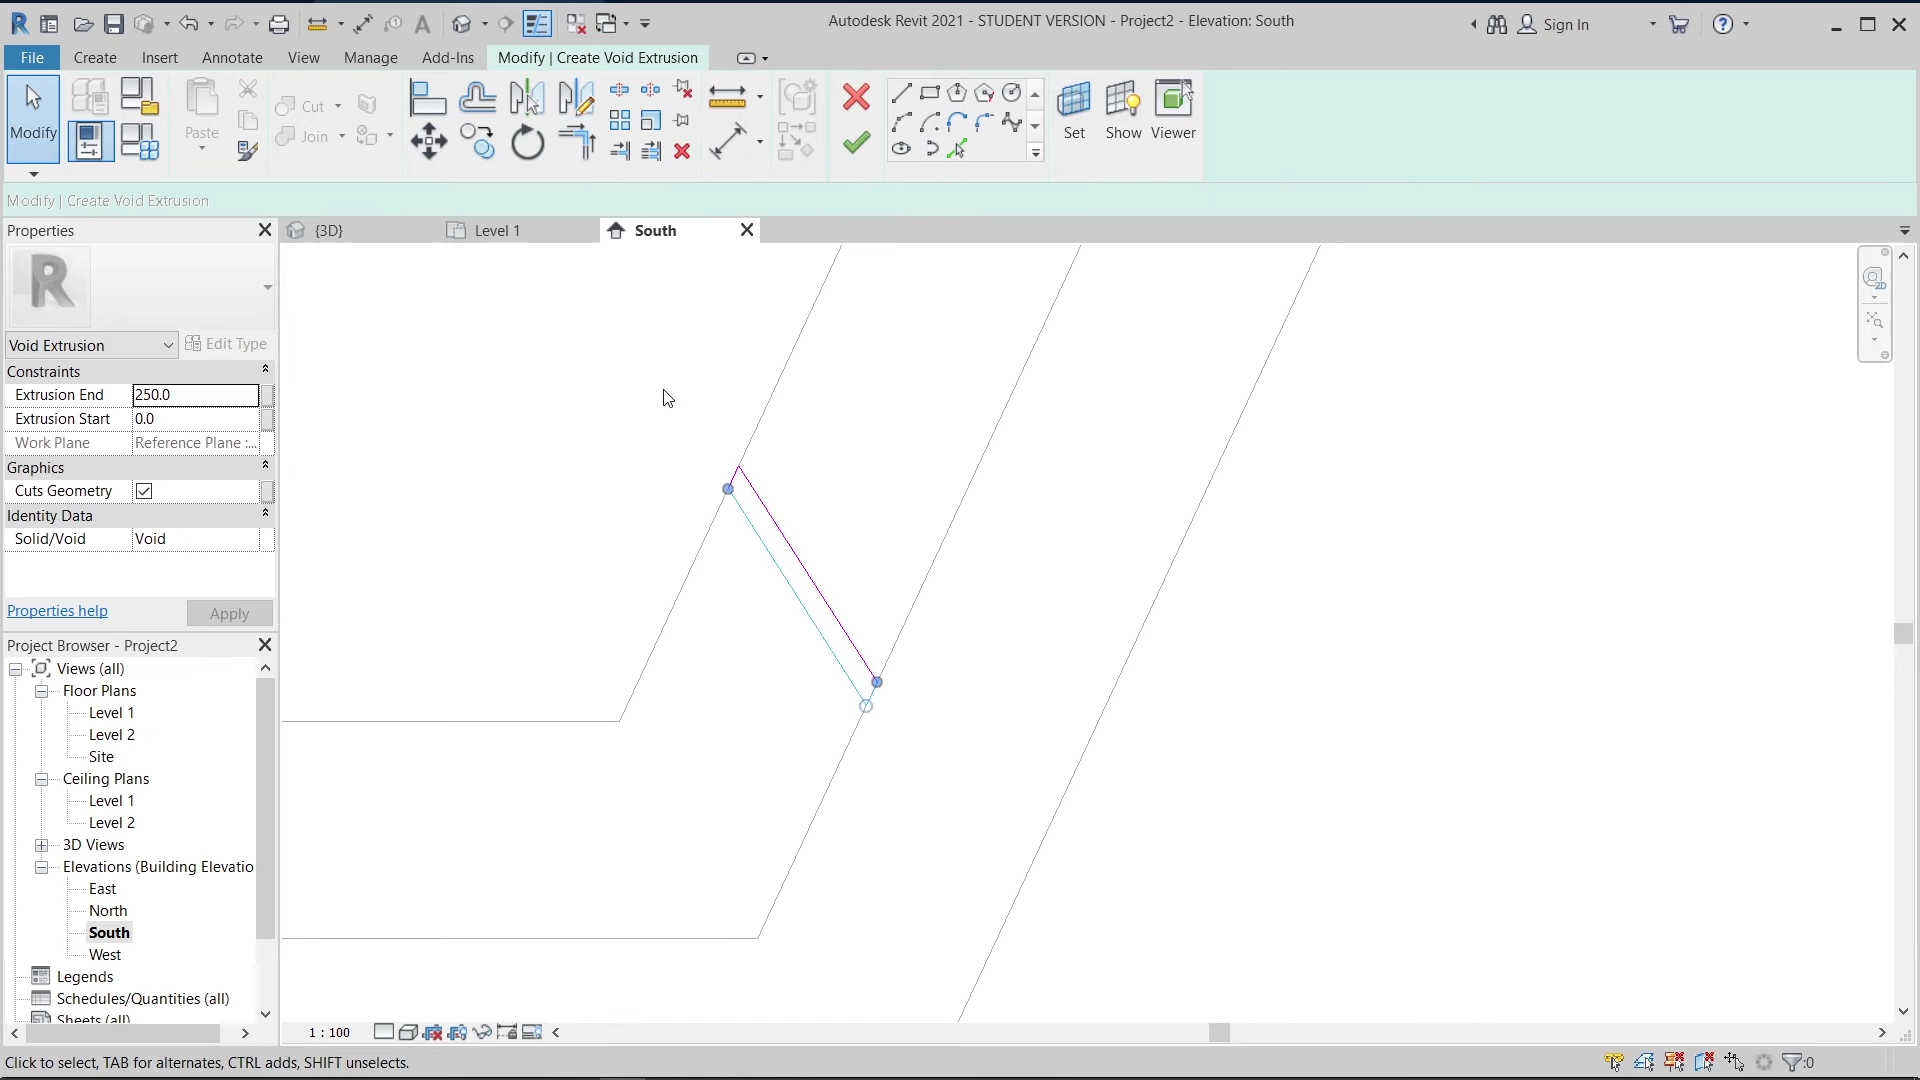 Autodesk Revit 2021 - STUDENT VERSION - Project2 - Elevation: South
Sign In
File Create Insert Annotate View Manage Add-Ins Modify | Create Void Extrusion
Modify
Paste
Cut
Join
Set Show Viewer
Modify | Create Void Extrusion
Properties
{3D}
Level 1
South
R
2D
Void Extrusion
Edit Type
Constraints
Extrusion End 250.0
Extrusion Start 0.0
Work Plane Reference Plane :...
Graphics
Cuts Geometry
Identity Data
Solid/Void Void
Properties help
Apply
Project Browser - Project2
Views (all)
Floor Plans
Level 1
Level 2
Site
Ceiling Plans
Level 1
Level 2
3D Views
Elevations (Building Elevatio
East
North
South
West
Legends
Schedules/Quantities (all)
Sheets (all)
1 : 100
Click to select, TAB for alternates, CTRL adds, SHIFT unselects.
:0